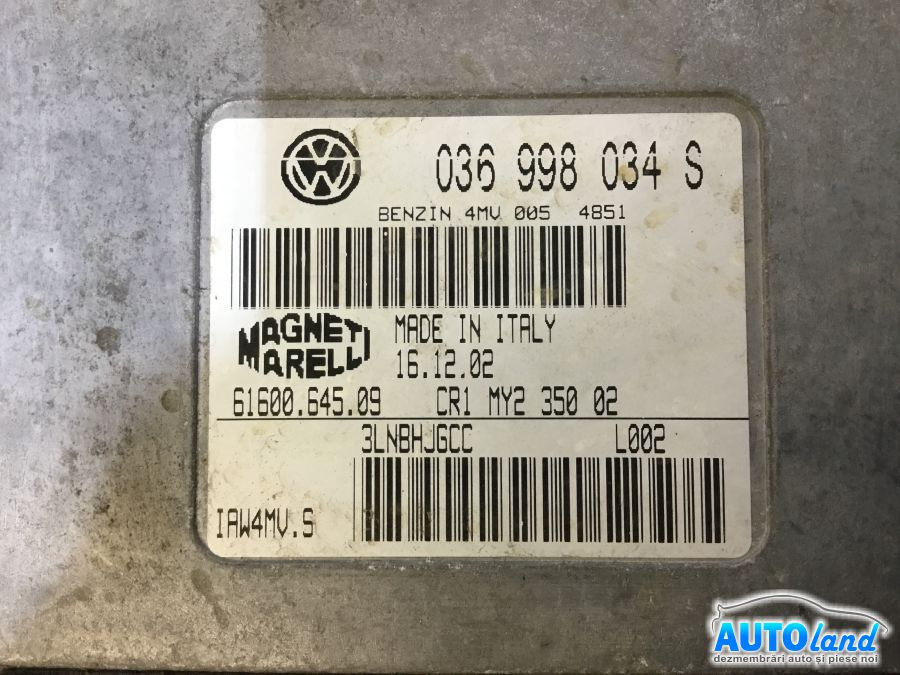 036 998 034 S
BENZIN 4MV 005 4851
MAGNETI MARELLI
MADE IN ITALY
16.12.02
61600.645.09 CR1 MY2 350 02
3LNBHJGCC L002
IAW4MV.S
AUTOland
dezmembrări auto și piese noi